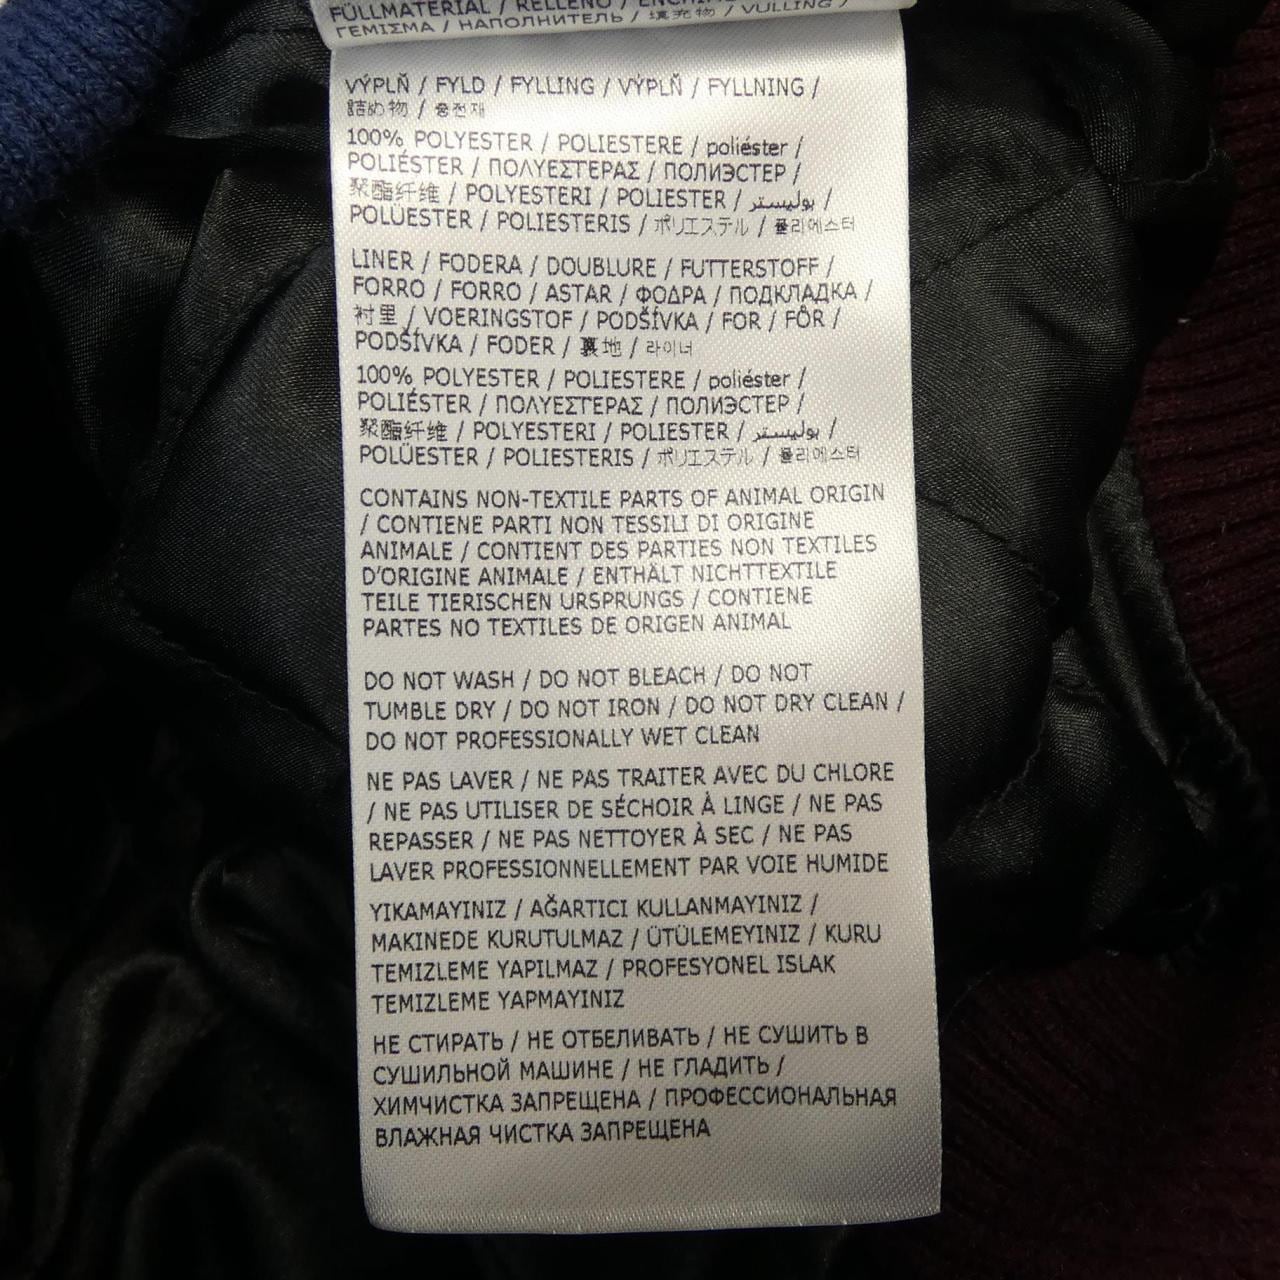 FÜLLMATERIAL / RELLENO /
ΓΕΜΙΣΜΑ / НАПОЛНИТЕЛЬ / 填充物 / VULLING /
VÝPLŇ / FYLD / FYLLING / VÝPLŇ / FYLLNING /
詰め物 / 충전재
100% POLYESTER / POLIESTERE / poliéster /
POLIÉSTER / ΠΟΛΥΕΣΤΕΡΑΣ / ПОЛИЭСТЕР /
聚酯纤维 / POLYESTERI / POLIESTER / بوليستر /
POLÜESTER / POLIESTERIS / ポリエステル / 폴리에스터
LINER / FODERA / DOUBLURE / FUTTERSTOFF /
FORRO / FORRO / ASTAR / ΦΟΔΡΑ / ПОДКЛАДКА /
衬里 / VOERINGSTOF / PODŠÍVKA / FOR / FÔR /
PODŠÍVKA / FODER / 裏地 / 라이너
100% POLYESTER / POLIESTERE / poliéster /
POLIÉSTER / ΠΟΛΥΕΣΤΕΡΑΣ / ПОЛИЭСТЕР /
聚酯纤维 / POLYESTERI / POLIESTER / بوليستر /
POLÜESTER / POLIESTERIS / ポリエステル / 폴리에스터
CONTAINS NON-TEXTILE PARTS OF ANIMAL ORIGIN
/ CONTIENE PARTI NON TESSILI DI ORIGINE
ANIMALE / CONTIENT DES PARTIES NON TEXTILES
D'ORIGINE ANIMALE / ENTHÄLT NICHTTEXTILE
TEILE TIERISCHEN URSPRUNGS / CONTIENE
PARTES NO TEXTILES DE ORIGEN ANIMAL
DO NOT WASH / DO NOT BLEACH / DO NOT
TUMBLE DRY / DO NOT IRON / DO NOT DRY CLEAN /
DO NOT PROFESSIONALLY WET CLEAN
NE PAS LAVER / NE PAS TRAITER AVEC DU CHLORE
/ NE PAS UTILISER DE SÉCHOIR À LINGE / NE PAS
REPASSER / NE PAS NETTOYER À SEC / NE PAS
LAVER PROFESSIONNELLEMENT PAR VOIE HUMIDE
YIKAMAYINIZ / AĞARTICI KULLANMAYINIZ /
MAKINEDE KURUTULMAZ / ÜTÜLEMEYINIZ / KURU
TEMIZLEME YAPILMAZ / PROFESYONEL ISLAK
TEMIZLEME YAPMAYINIZ
НЕ СТИРАТЬ / НЕ ОТБЕЛИВАТЬ / НЕ СУШИТЬ В
СУШИЛЬНОЙ МАШИНЕ / НЕ ГЛАДИТЬ /
ХИМЧИСТКА ЗАПРЕЩЕНА / ПРОФЕССИОНАЛЬНАЯ
ВЛАЖНАЯ ЧИСТКА ЗАПРЕЩЕНА